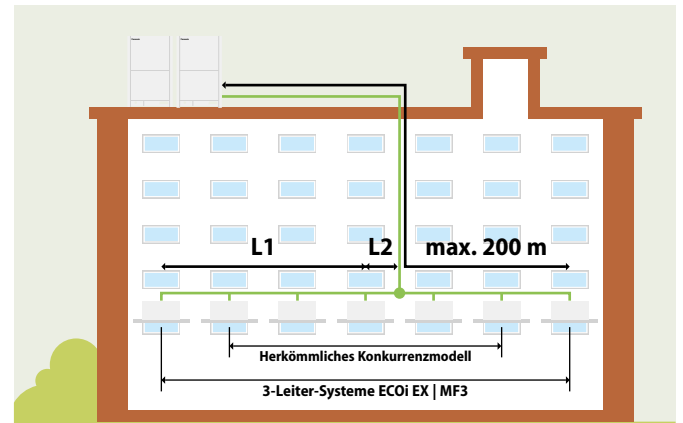 L1 L2 max. 200 m
Herkömmliches Konkurrenzmodell
3-Leiter-Systeme ECOi EX | MF3